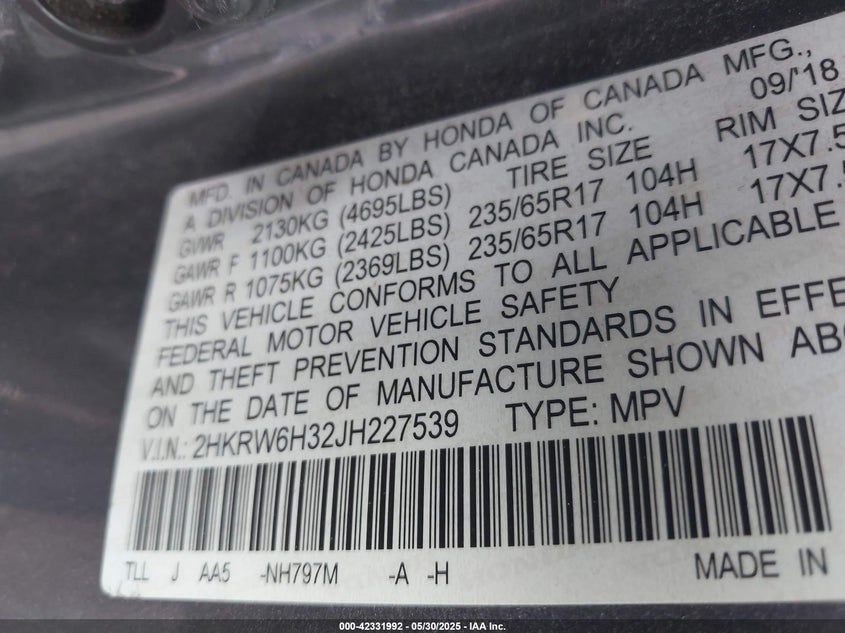 MFD. IN CANADA BY HONDA OF CANADA MFG.,
A DIVISION OF HONDA CANADA INC. 09/'18
GVWR 2130KG (4695LBS) TIRE SIZE RIM SIZ
GAWR F 1100KG (2425LBS) 235/65R17 104H 17X7.5
GAWR R 1075KG (2369LBS) 235/65R17 104H 17X7.5
THIS VEHICLE CONFORMS TO ALL APPLICABLE
FEDERAL MOTOR VEHICLE SAFETY
AND THEFT PREVENTION STANDARDS IN EFFE
ON THE DATE OF MANUFACTURE SHOWN ABO
V.I.N.: 2HKRW6H32JH227539 TYPE: MPV
TLL J AA5 -NH797M -A -H MADE IN
000-42331992 - 05/30/2025 - IAA Inc.